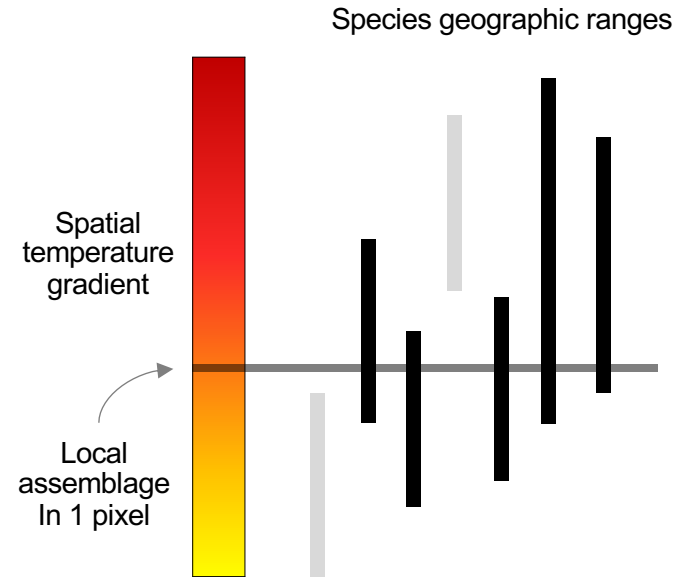 Species geographic ranges
Spatial
temperature
gradient
Local
assemblage
In 1 pixel